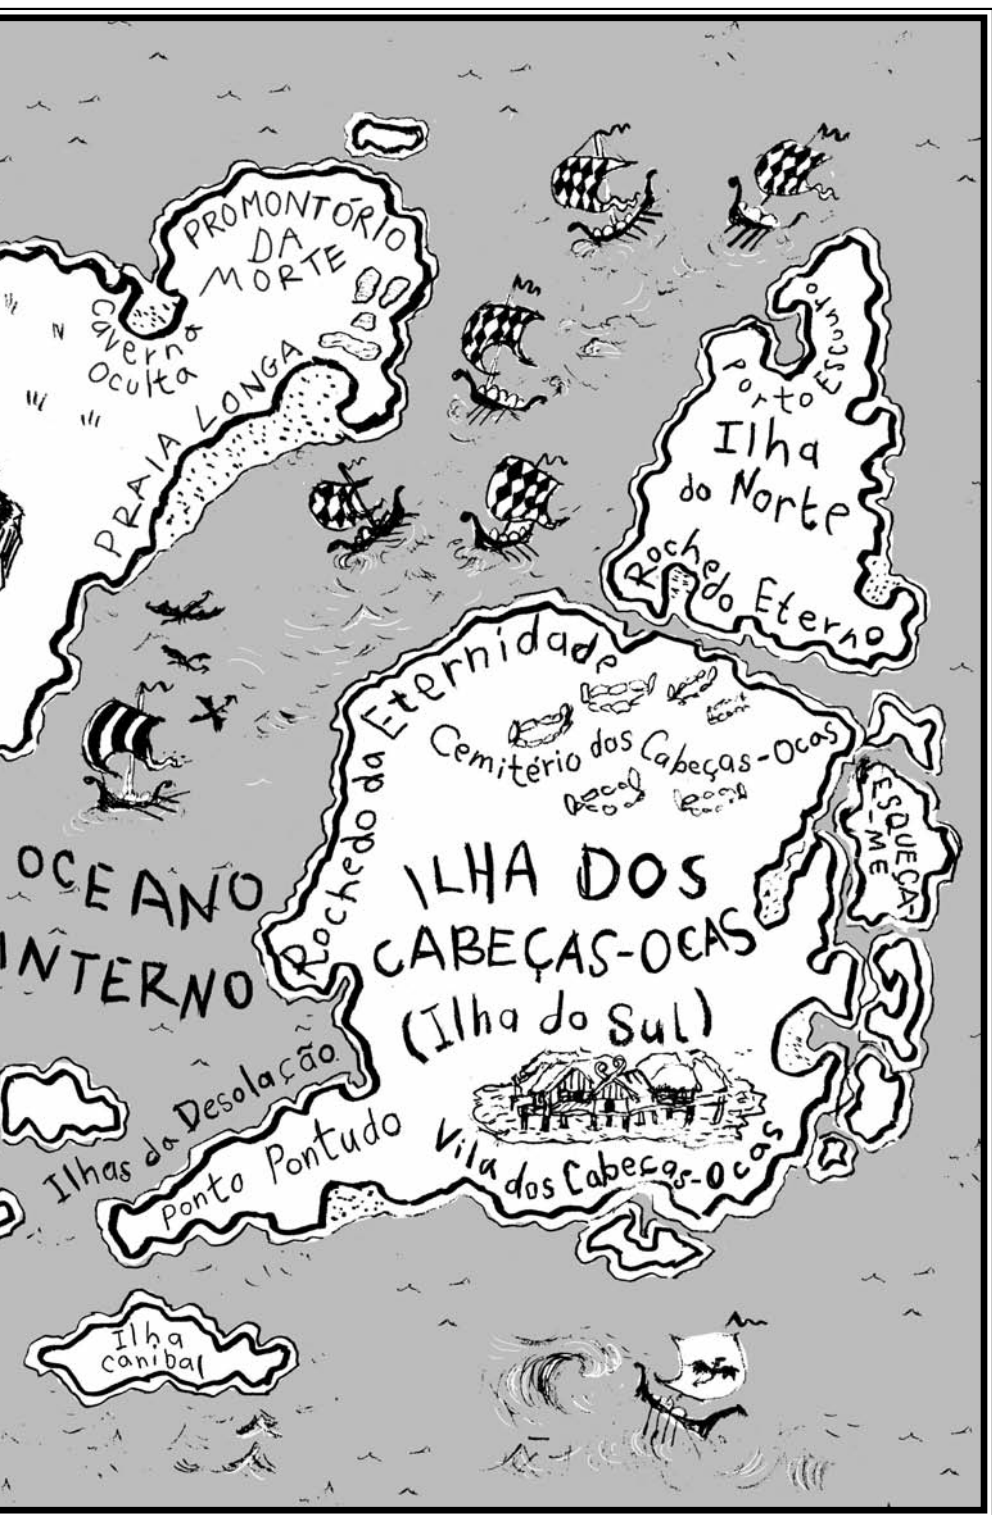 PROMONTÓRIO
DA
MORTE
Caverna
Oculta
PRAIA LONGA
Porto Escuro
Ilha
do Norte
Rochedo Eterno
Rochedo da Eternidade
Cemitério dos Cabeças-Ocas
ESQUEÇA-
-ME
OCEANO
INTERNO
ILHA DOS
CABEÇAS-OCAS
(Ilha do Sul)
Ilhas da Desolação
Ponto Pontudo
Vila dos Cabeças-Ocas
Ilha
canibal